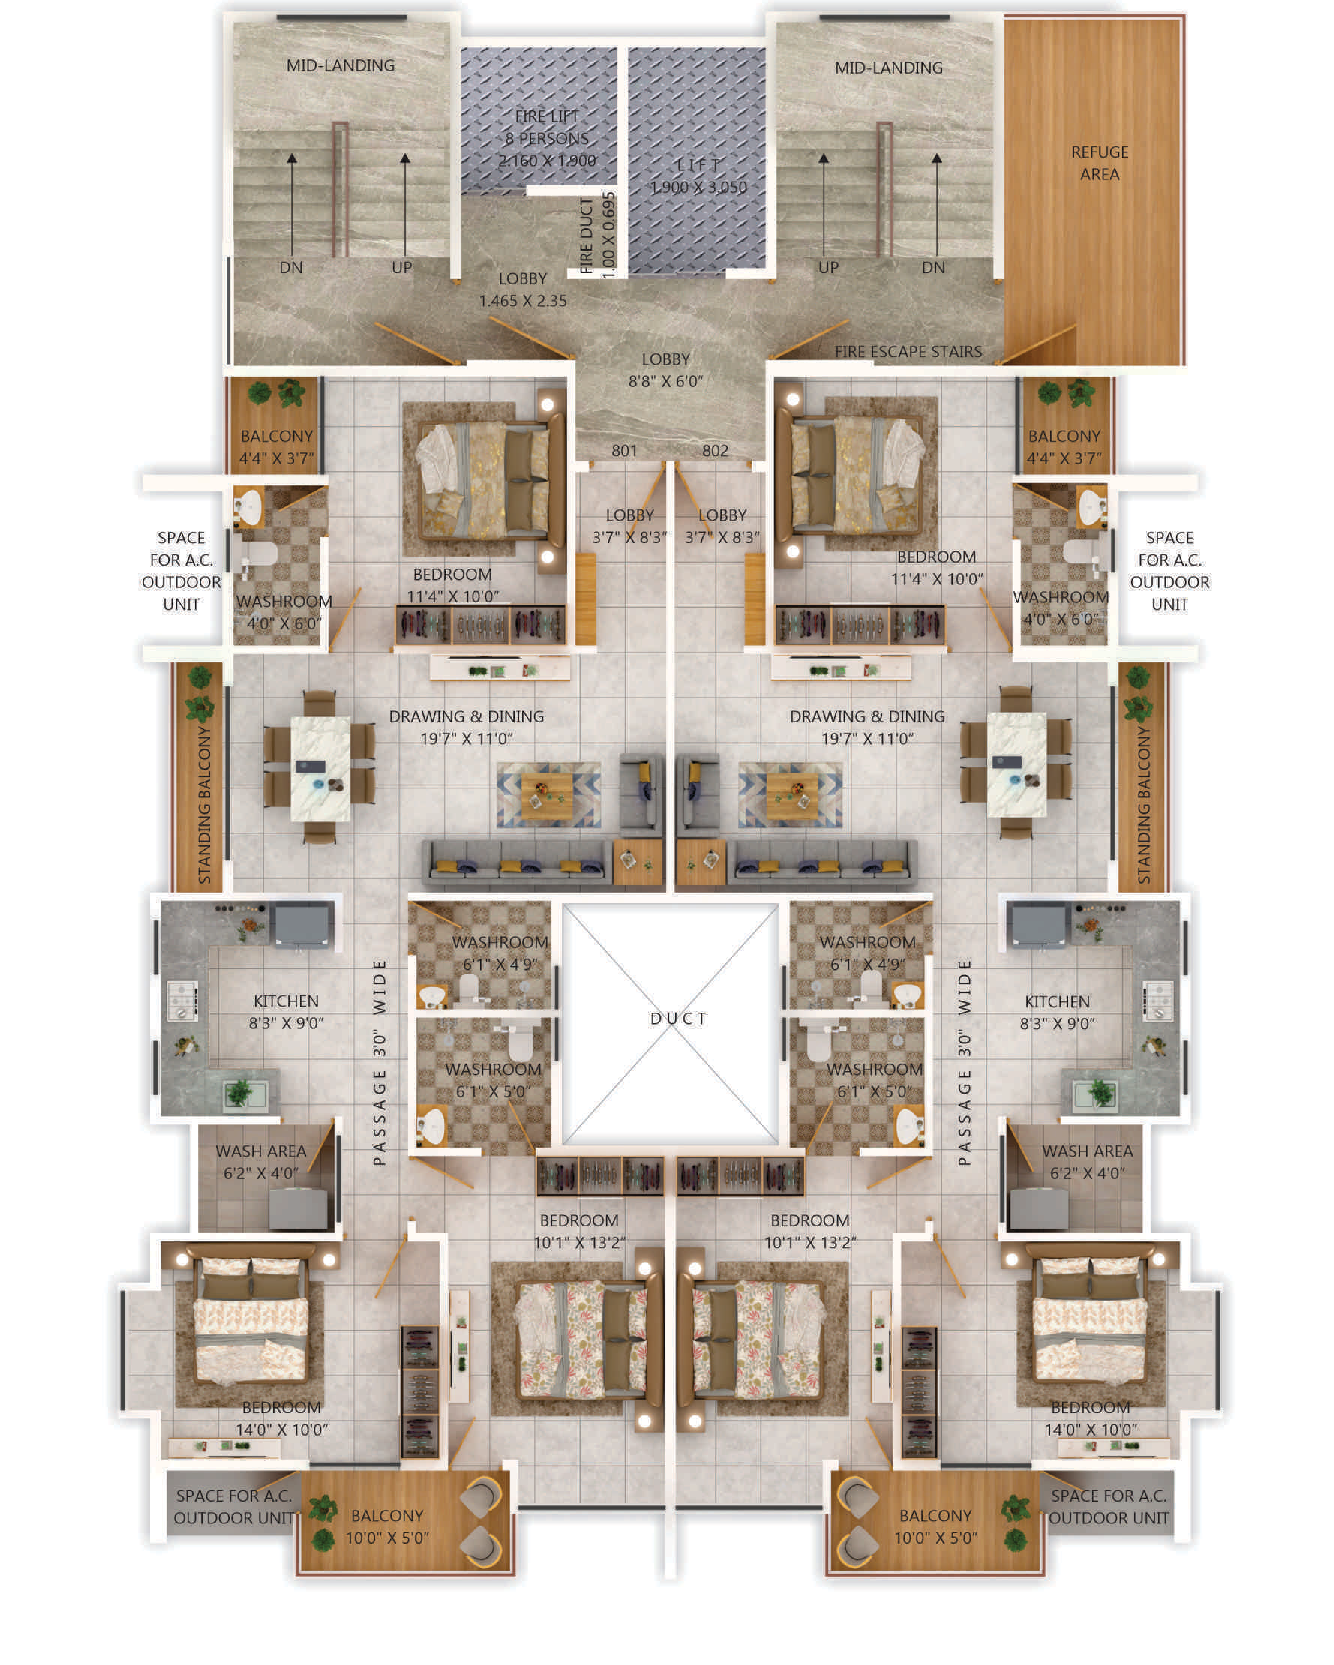 MID-LANDING
MID-LANDING
FIRE LIFT
8 PERSONS
2.160 X 1.900
LIFT
1.900 X 3.050
REFUGE
AREA
FIRE DUCT
1.00 X 0.695
DN
UP
LOBBY
1.465 X 2.35
UP
DN
LOBBY
8'8" X 6'0"
FIRE ESCAPE STAIRS
BALCONY
4'4" X 3'7"
801
802
BALCONY
4'4" X 3'7"
SPACE
FOR A.C.
OUTDOOR
UNIT
WASHROOM
4'0" X 6'0"
BEDROOM
11'4" X 10'0"
LOBBY
3'7" X 8'3"
LOBBY
3'7" X 8'3"
BEDROOM
11'4" X 10'0"
WASHROOM
4'0" X 6'0"
SPACE
FOR A.C.
OUTDOOR
UNIT
STANDING BALCONY
DRAWING & DINING
19'7" X 11'0"
DRAWING & DINING
19'7" X 11'0"
STANDING BALCONY
KITCHEN
8'3" X 9'0"
PASSAGE 3'0" WIDE
WASHROOM
6'1" X 4'9"
WASHROOM
6'1" X 5'0"
DUCT
WASHROOM
6'1" X 4'9"
WASHROOM
6'1" X 5'0"
PASSAGE 3'0" WIDE
KITCHEN
8'3" X 9'0"
WASH AREA
6'2" X 4'0"
WASH AREA
6'2" X 4'0"
BEDROOM
10'1" X 13'2"
BEDROOM
10'1" X 13'2"
BEDROOM
14'0" X 10'0"
BEDROOM
14'0" X 10'0"
SPACE FOR A.C.
OUTDOOR UNIT
BALCONY
10'0" X 5'0"
BALCONY
10'0" X 5'0"
SPACE FOR A.C.
OUTDOOR UNIT